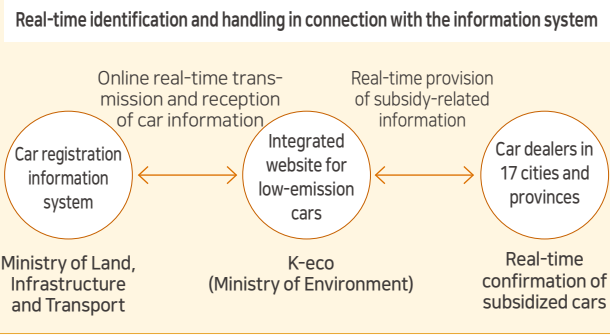 Real-time identification and handling in connection with the information system
Online real-time trans-
mission and reception
of car information
Real-time provision
of subsidy-related
information
Car registration
information
system
Integrated
website for
low-emission
cars
Car dealers in
17 cities and
provinces
Ministry of Land,
Infrastructure
and Transport
K-eco
(Ministry of Environment)
Real-time
confirmation of
subsidized cars